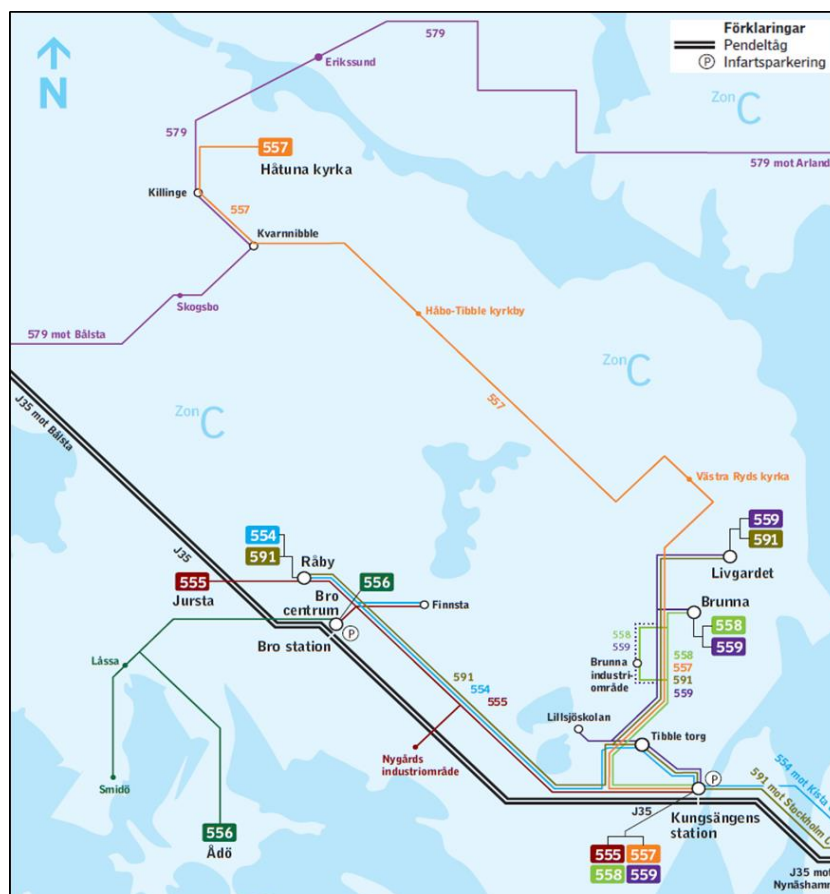 Förklaringar
Pendeltåg
P Infartsparkering
N
579
Erikssund
Zon C
579
579 mot Arland
557
Håtuna kyrka
Killinge
557
Kvarnnibble
Skogsbo
579 mot Bålsta
Håbo-Tibble kyrkby
Zon C
557
J35 mot Bålsta
Zon C
Västra Ryds kyrka
559
591
Livgardet
554
591
Råby
J35
555
Jursta
556
Bro
centrum
Finnsta
Bro station
P
Brunna
558
559
558
559
Brunna
industri-
område
558
557
591
559
Låssa
591
554
555
Lillsjöskolan
Tibble torg
Nygårds
industriområde
Smidö
P
554 mot Kista
591 mot Stockholm C
J35
Kungsängens
station
556
Ådö
555
557
558
559
J35 mot
Nynäshamn